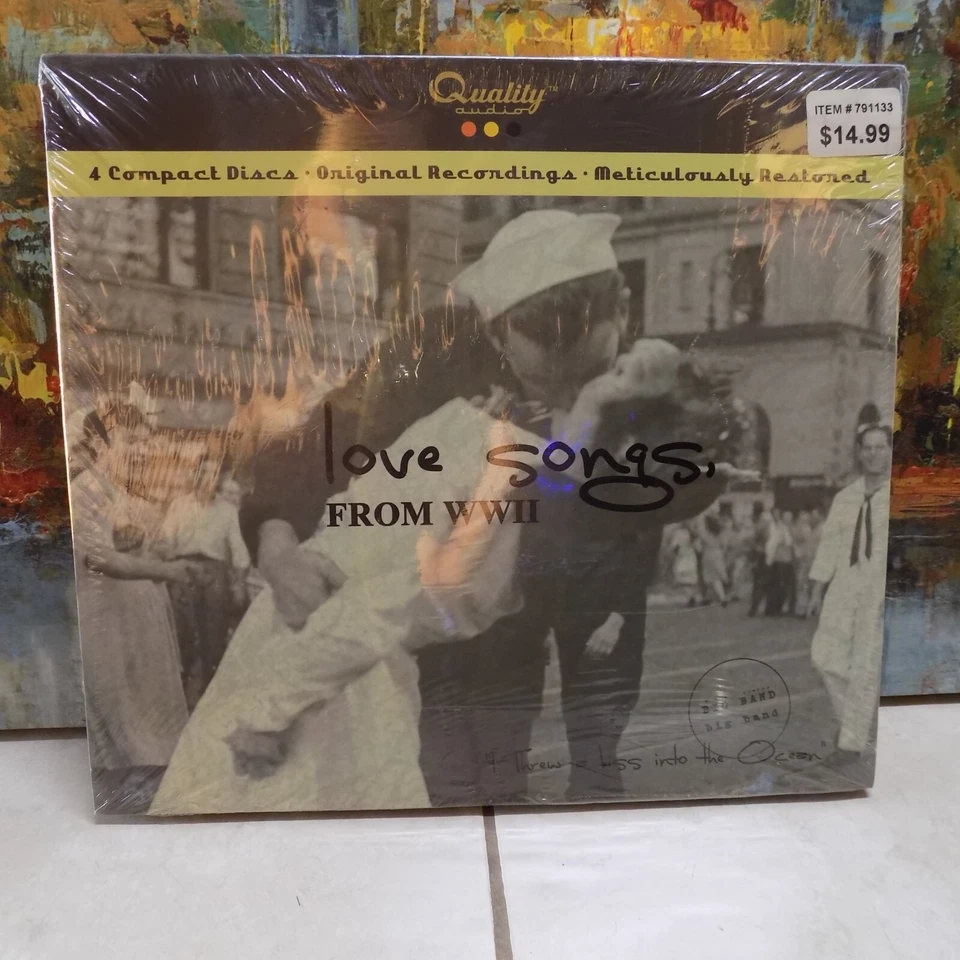 Quality™
audio
ITEM # 791133
$14.99
4 Compact Discs · Original Recordings · Meticulously Restored
love songs,
FROM WWII
BAND
big band
"I Threw a kiss into the Ocean"